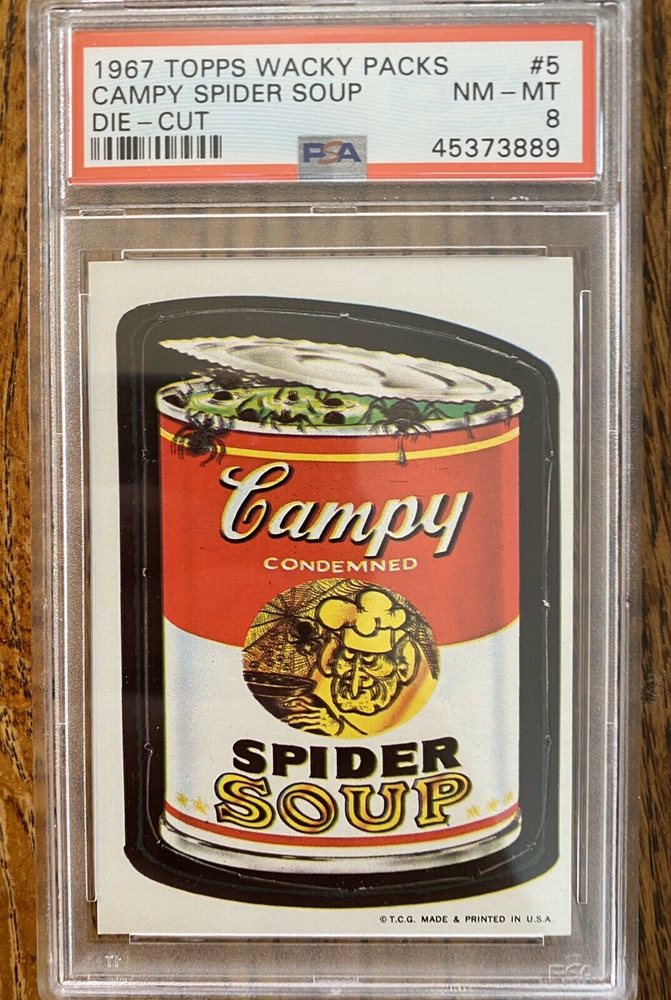 1967 TOPPS WACKY PACKS #5
CAMPY SPIDER SOUP NM - MT
DIE - CUT 8
PSA 45373889
Campy
CONDEMNED
SPIDER
SOUP
© T.C.G. MADE & PRINTED IN U.S.A.
PSA